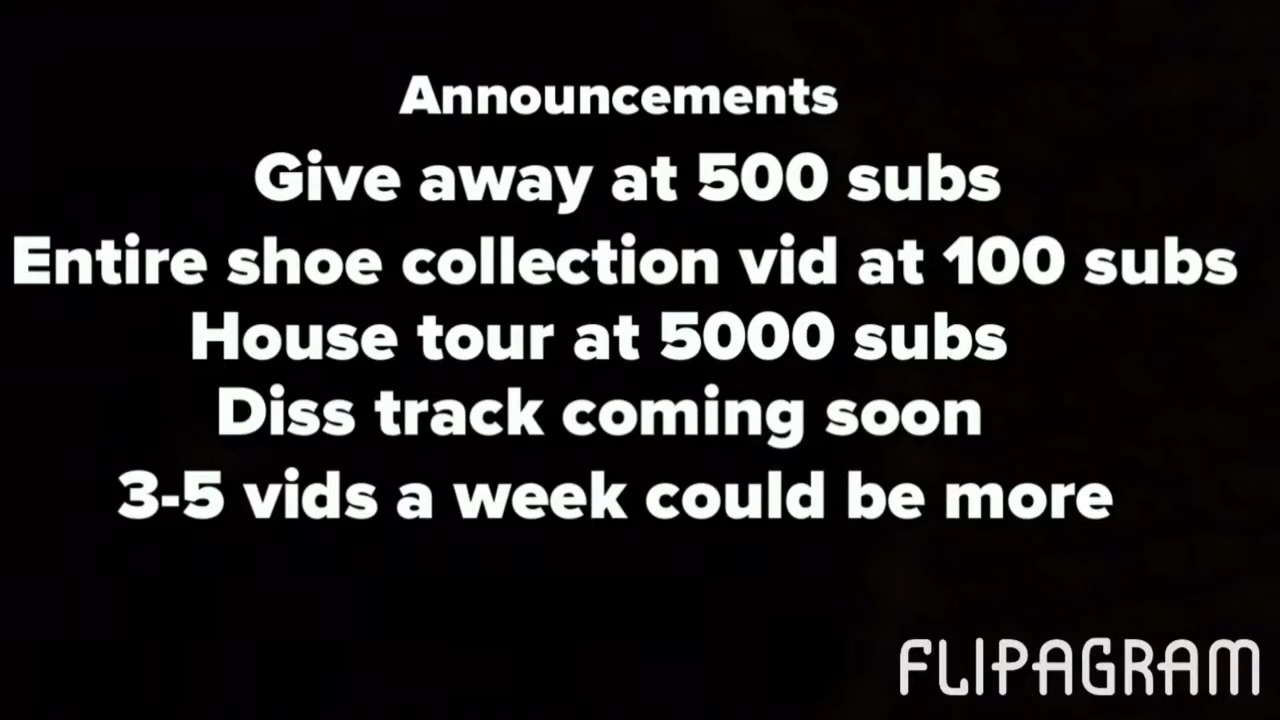 Announcements
Give away at 500 subs
Entire shoe collection vid at 100 subs
House tour at 5000 subs
Diss track coming soon
3-5 vids a week could be more
FLIPAGRAM